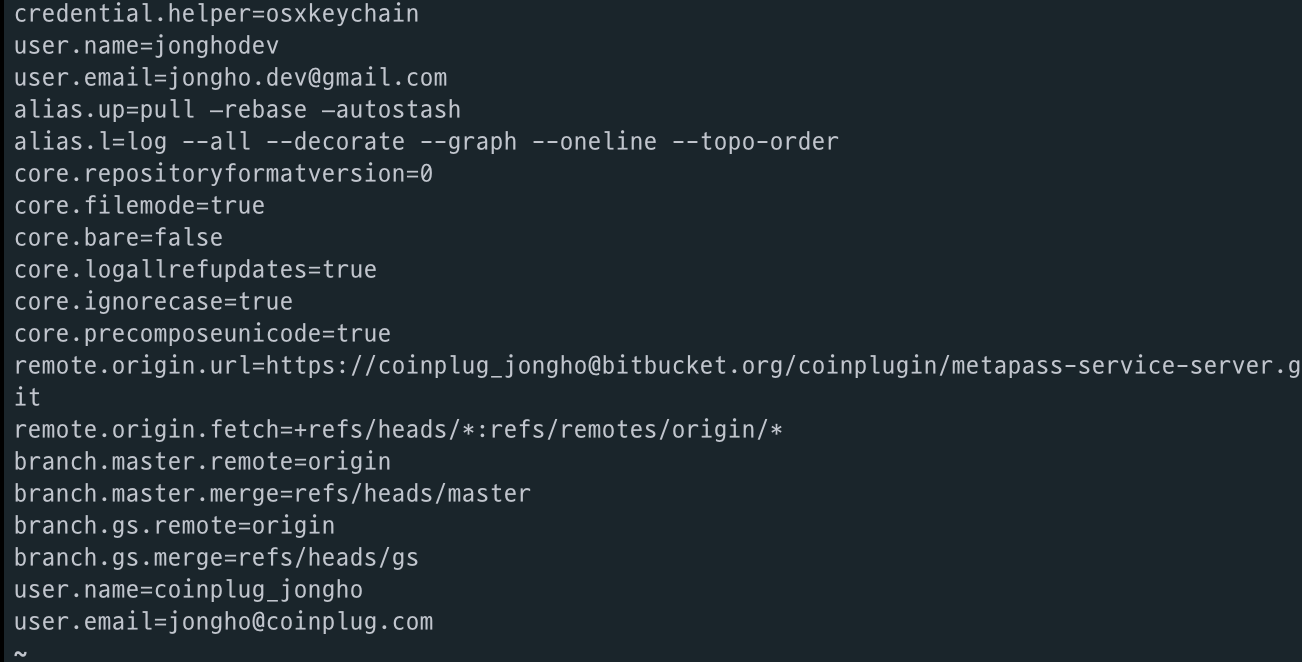 credential.helper=osxkeychain
user.name=jonghodev
user.email=jongho.dev@gmail.com
alias.up=pull —rebase —autostash
alias.l=log --all --decorate --graph --oneline --topo-order
core.repositoryformatversion=0
core.filemode=true
core.bare=false
core.logallrefupdates=true
core.ignorecase=true
core.precomposeunicode=true
remote.origin.url=https://coinplug_jongho@bitbucket.org/coinplugin/metapass-service-server.g
it
remote.origin.fetch=+refs/heads/*:refs/remotes/origin/*
branch.master.remote=origin
branch.master.merge=refs/heads/master
branch.gs.remote=origin
branch.gs.merge=refs/heads/gs
user.name=coinplug_jongho
user.email=jongho@coinplug.com
~